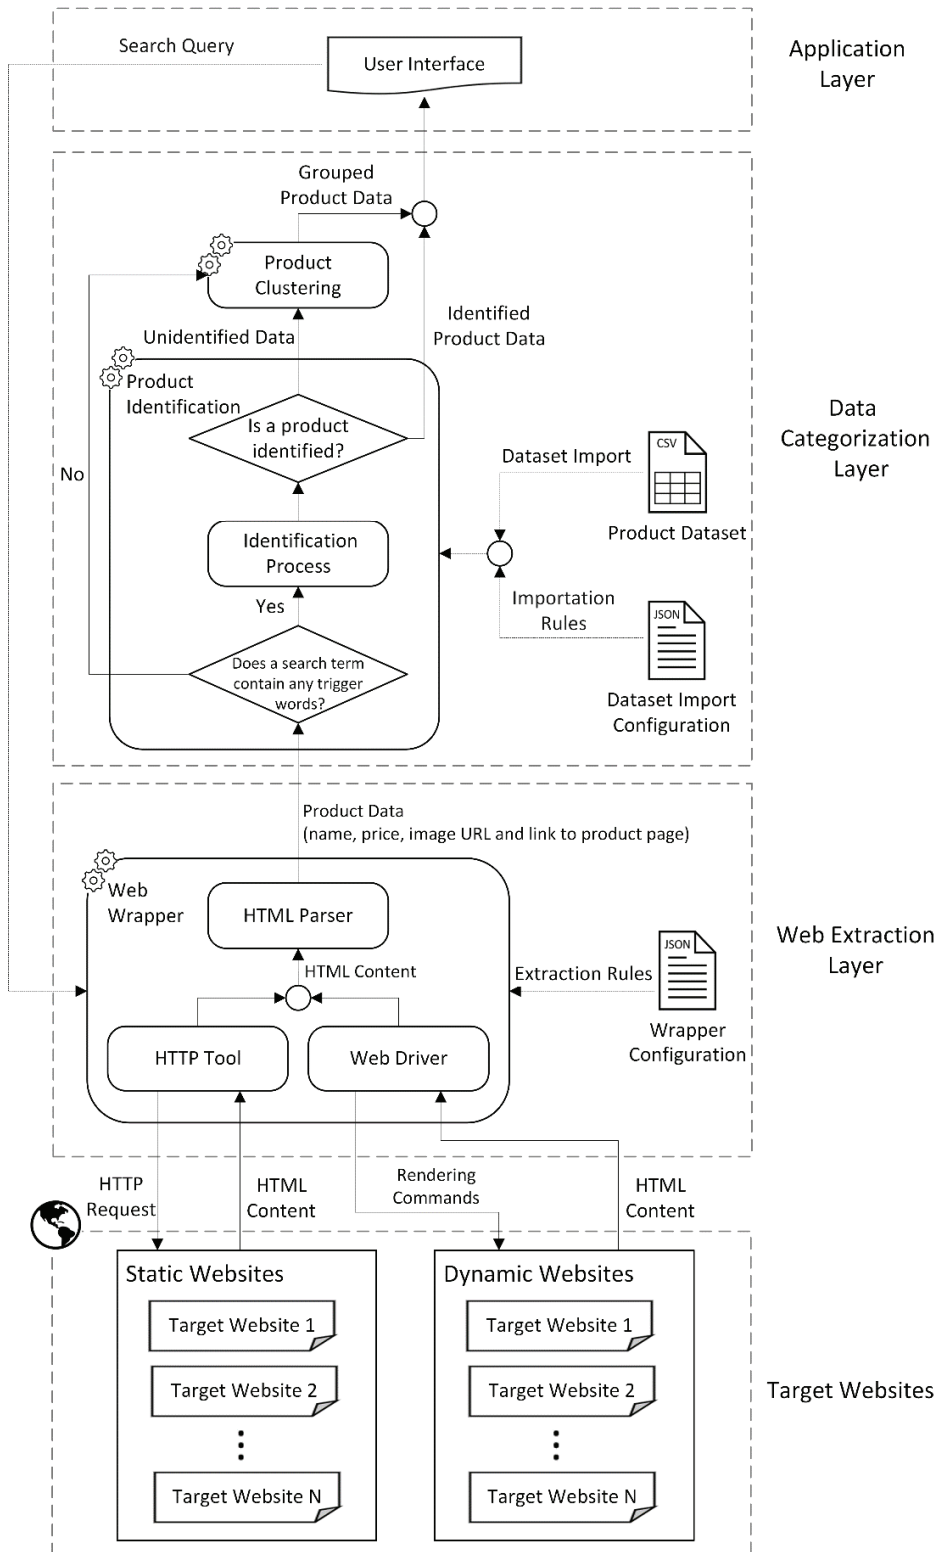 Search Query
User Interface
Application
Layer
Grouped
Product Data
Product
Clustering
Unidentified Data
Identified
Product Data
Product
Identification
Is a product
identified?
No
Data
Categorization
Layer
Dataset Import
CSV
Product Dataset
Identification
Process
Yes
Importation
Rules
JSON
Dataset Import
Configuration
Does a search term
contain any trigger
words?
Product Data
(name, price, image URL and link to product page)
Web
Wrapper
HTML Parser
HTML Content
Extraction Rules
JSON
Wrapper
Configuration
Web Extraction
Layer
HTTP Tool
Web Driver
HTTP
Request
HTML
Content
Rendering
Commands
HTML
Content
Static Websites
Target Website 1
Target Website 2
Target Website N
Dynamic Websites
Target Website 1
Target Website 2
Target Website N
Target Websites